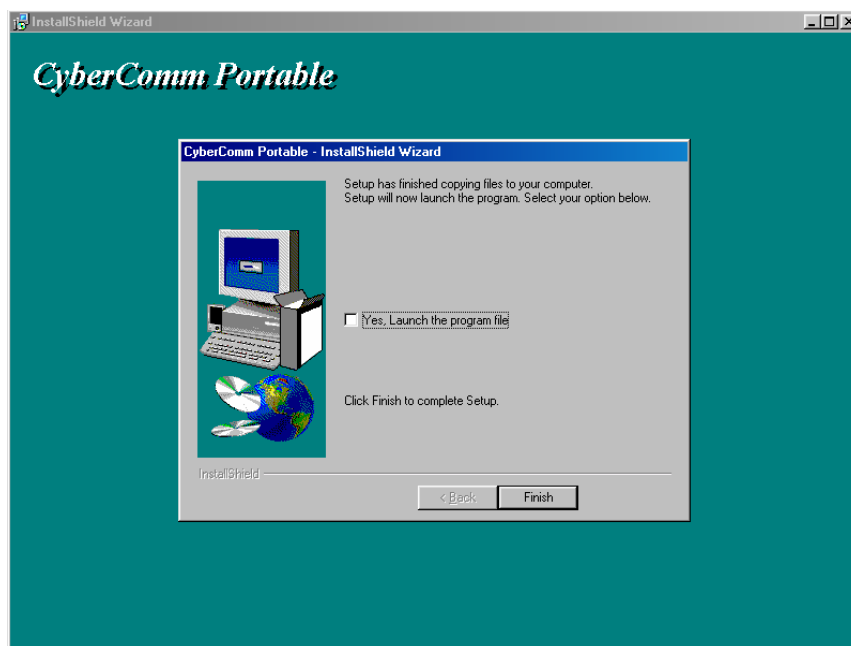 InstallShield Wizard
CyberComm Portable
CyberComm Portable - InstallShield Wizard
Setup has finished copying files to your computer.
Setup will now launch the program. Select your option below.
Yes, Launch the program file
Click Finish to complete Setup.
InstallShield
< Back
Finish